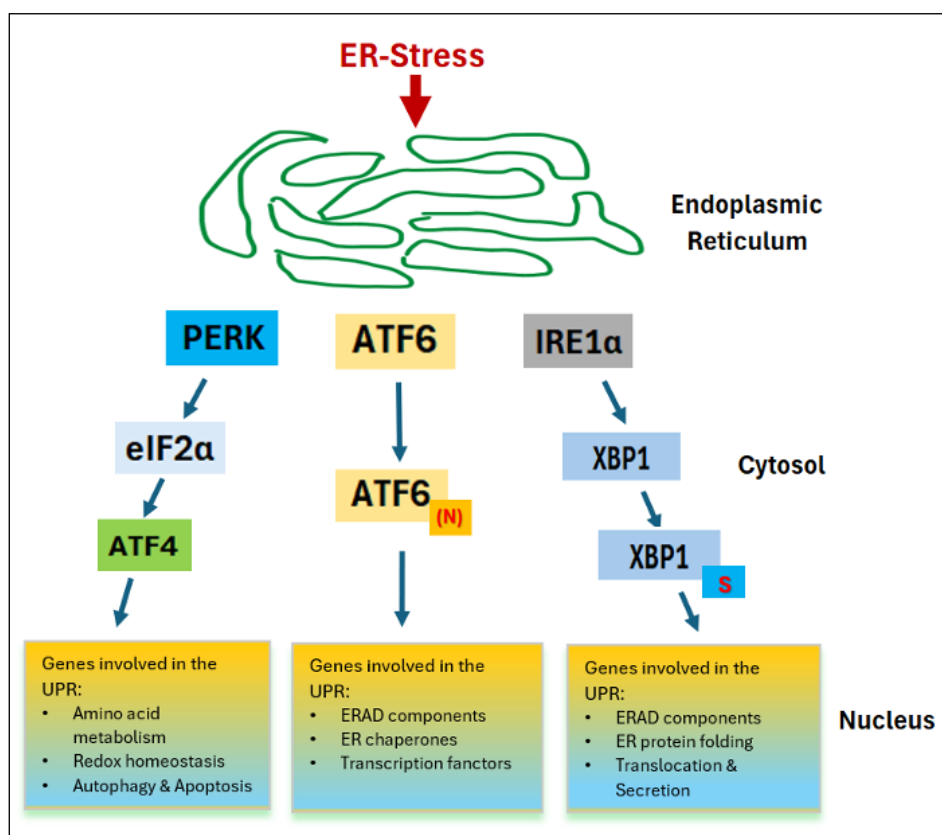 ER-Stress
Endoplasmic
Reticulum
PERK
ATF6
IRE1α
eIF2α
XBP1
Cytosol
ATF6
(N)
ATF4
XBP1
S
Genes involved in the
UPR:
• Amino acid
metabolism
• Redox homeostasis
• Autophagy & Apoptosis
Genes involved in the
UPR:
• ERAD components
• ER chaperones
• Transcription fanctors
Genes involved in the
UPR:
• ERAD components
• ER protein folding
• Translocation &
Secretion
Nucleus